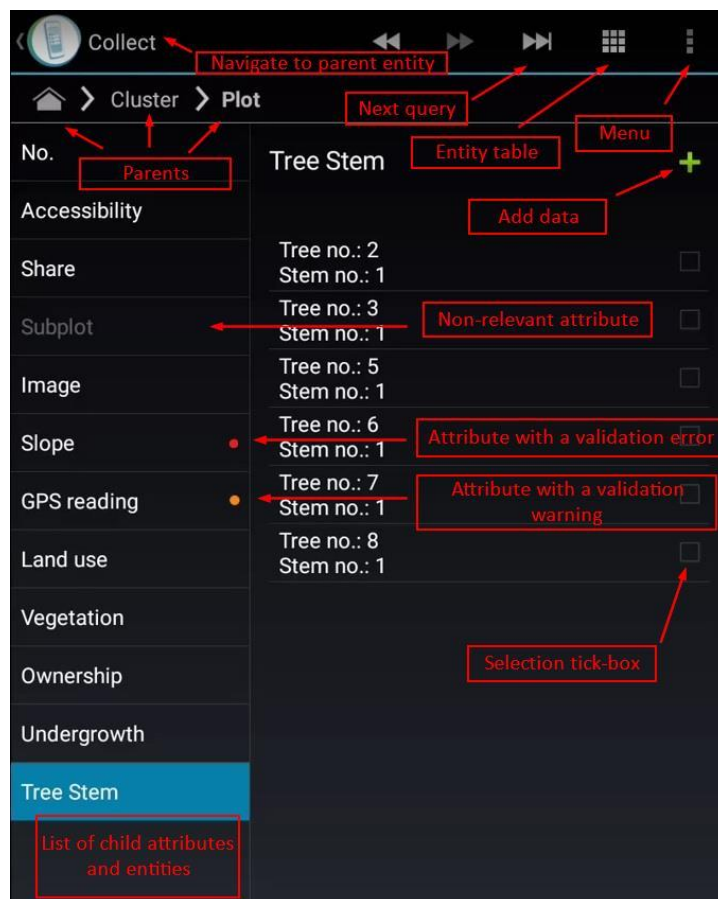 Collect
Navigate to parent entity
Cluster
Plot
Next query
Menu
No.
Parents
Tree Stem
Entity table
Accessibility
Add data
Share
Tree no.: 2
Stem no.: 1
Subplot
Tree no.: 3
Stem no.: 1
Non-relevant attribute
Image
Tree no.: 5
Stem no.: 1
Slope
Tree no.: 6
Stem no.: 1
Attribute with a validation error
GPS reading
Tree no.: 7
Stem no.: 1
Attribute with a validation
warning
Land use
Tree no.: 8
Stem no.: 1
Vegetation
Ownership
Selection tick-box
Undergrowth
Tree Stem
List of child attributes
and entities